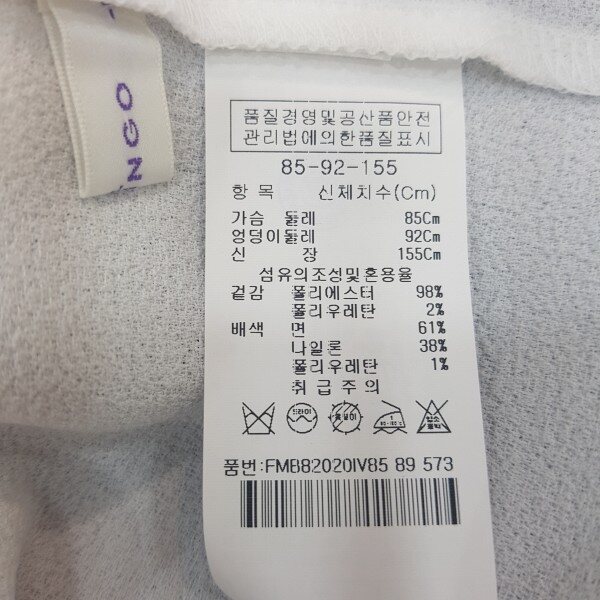 INGO
품질경영및공산품안전
관리법에의한품질표시
85-92-155
항 목 신체치수(Cm)
가슴 둘레 85Cm
엉덩이둘레 92Cm
신 장 155Cm
섬유의조성및혼용율
겉감 폴리에스터 98%
폴리우레탄 2%
배색 면 61%
나일론 38%
폴리우레탄 1%
취급주의
드라이
품번:FMB82020IV85 89 573